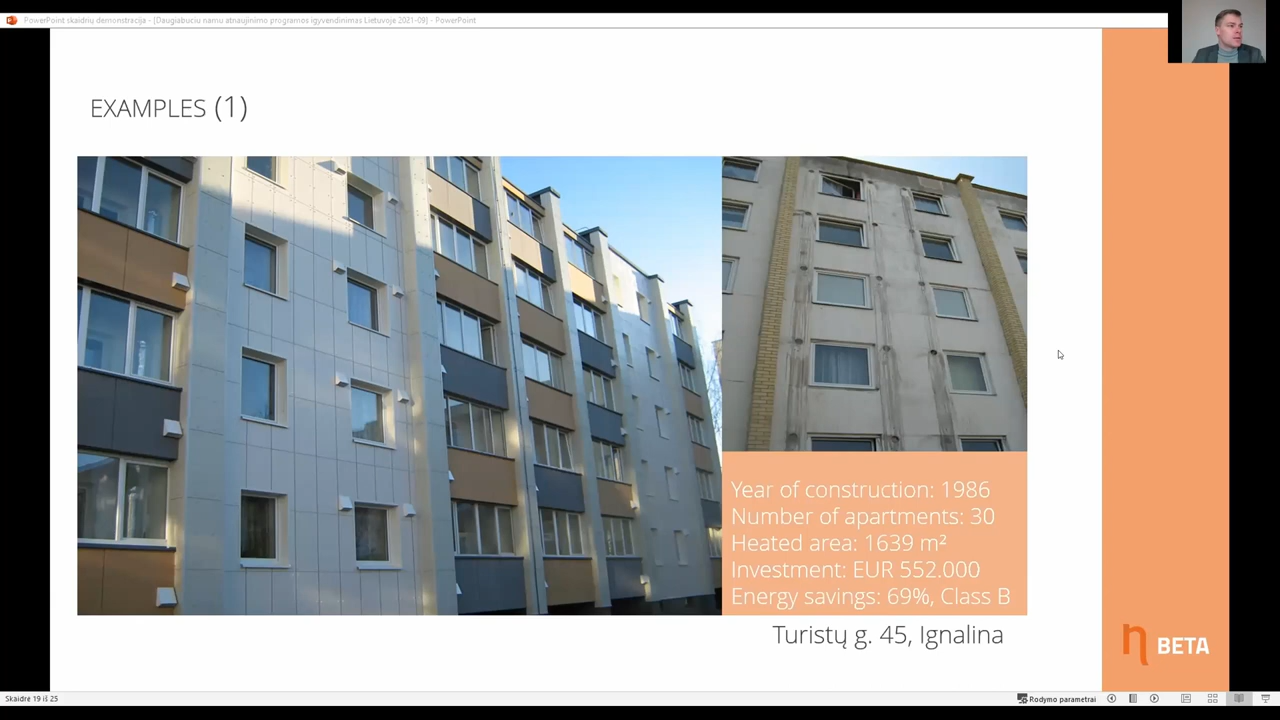 PowerPoint skaidrių demonstracija - [Daugiabuciu namu atnaujinimo programos igyvendinimas Lietuvoje 2021-09] - PowerPoint
EXAMPLES (1)
Year of construction: 1986
Number of apartments: 30
Heated area: 1639 m²
Investment: EUR 552.000
Energy savings: 69%, Class B
Turistų g. 45, Ignalina
η BETA
Skaidrė 19 iš 25
Rodymo parametrai